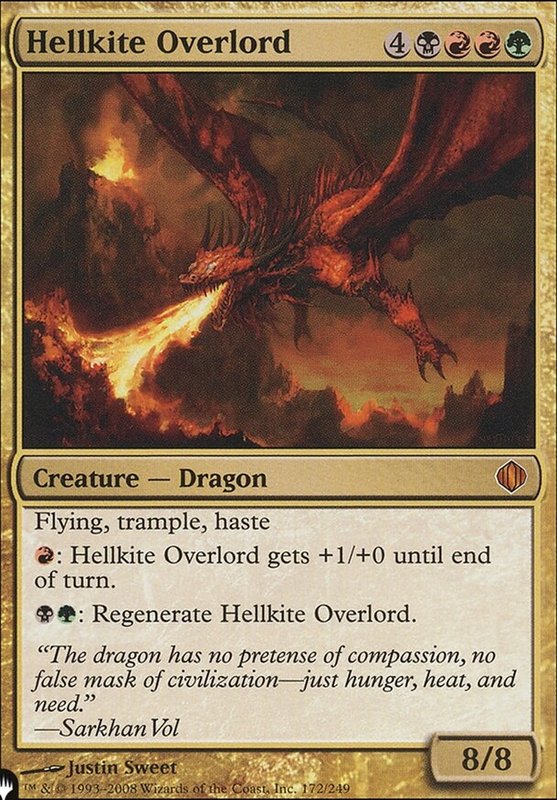 Hellkite Overlord 4
Creature — Dragon
Flying, trample, haste
: Hellkite Overlord gets +1/+0 until end
of turn.
: Regenerate Hellkite Overlord.
“The dragon has no pretense of compassion, no
false mask of civilization—just hunger, heat, and
need.”
—Sarkhan Vol
8/8
Justin Sweet
™ & © 1993–2008 Wizards of the Coast, Inc. 172/249